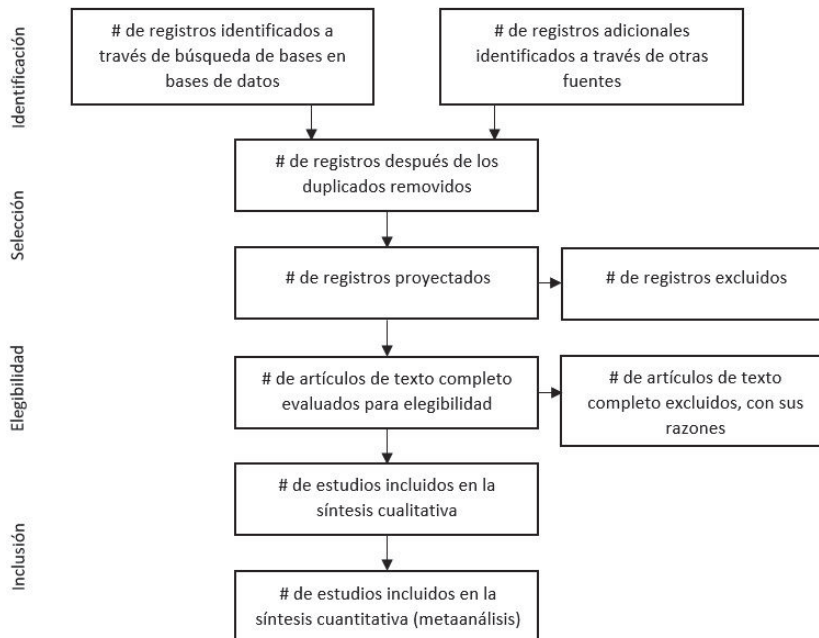 Identificación
# de registros identificados a
través de búsqueda de bases en
bases de datos
# de registros adicionales
identificados a través de otras
fuentes
# de registros después de los
duplicados removidos
Selección
# de registros proyectados
# de registros excluidos
Elegibilidad
# de artículos de texto completo
evaluados para elegibilidad
# de artículos de texto
completo excluidos, con sus
razones
Inclusión
# de estudios incluidos en la
síntesis cualitativa
# de estudios incluidos en la
síntesis cuantitativa (metaanálisis)